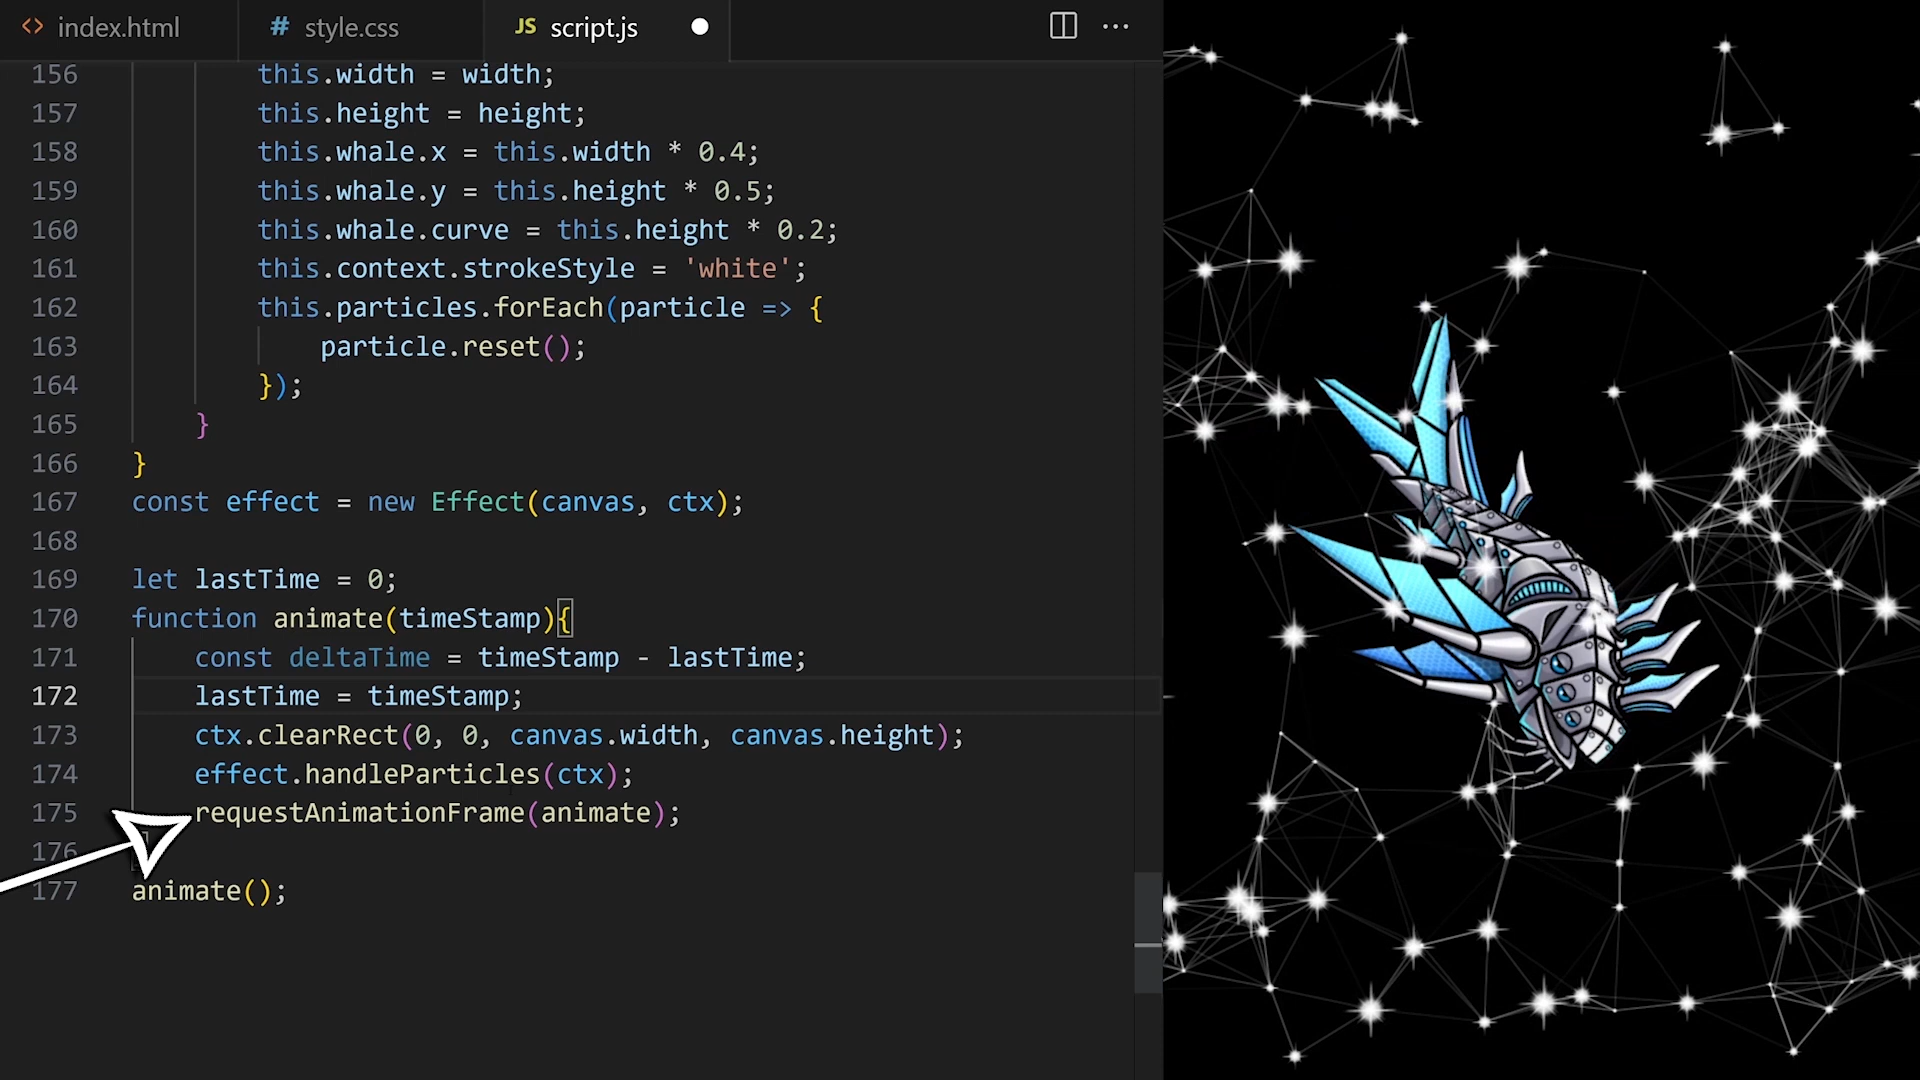 <> index.html
# style.css
JS script.js
156 this.width = width;
157 this.height = height;
158 this.whale.x = this.width * 0.4;
159 this.whale.y = this.height * 0.5;
160 this.whale.curve = this.height * 0.2;
161 this.context.strokeStyle = 'white';
162 this.particles.forEach(particle => {
163 particle.reset();
164 });
165 }
166 }
167 const effect = new Effect(canvas, ctx);
168
169 let lastTime = 0;
170 function animate(timeStamp){
171 const deltaTime = timeStamp - lastTime;
172 lastTime = timeStamp;
173 ctx.clearRect(0, 0, canvas.width, canvas.height);
174 effect.handleParticles(ctx);
175 requestAnimationFrame(animate);
176 }
177 animate();